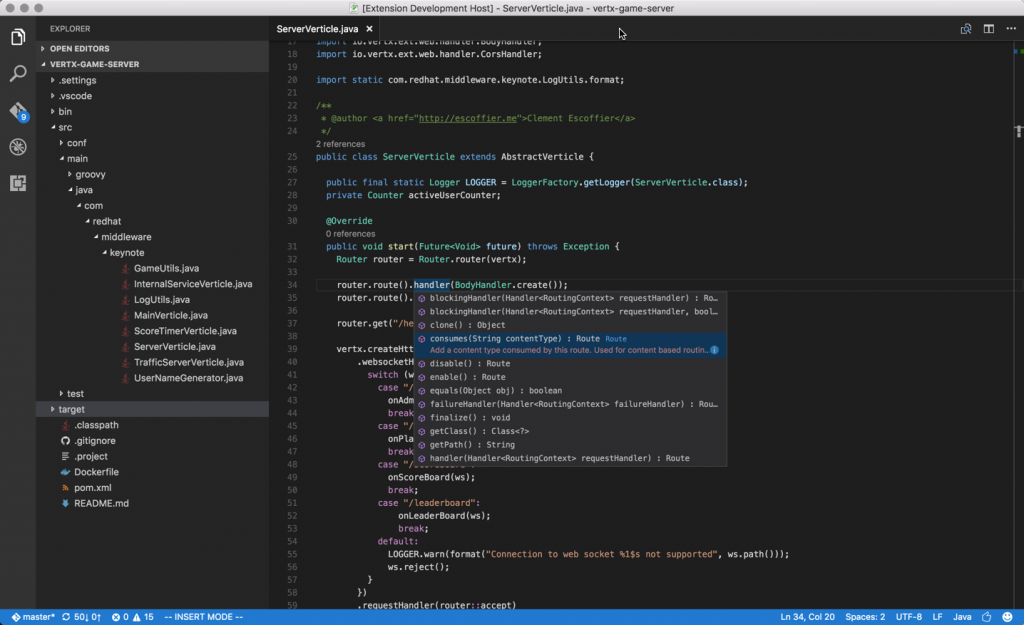 [Extension Development Host] - ServerVerticle.java - vertx-game-server
EXPLORER
OPEN EDITORS
VERTX-GAME-SERVER
.settings
.vscode
bin
src
conf
main
groovy
java
com
redhat
middleware
keynote
GameUtils.java
InternalServiceVerticle.java
LogUtils.java
MainVerticle.java
ScoreTimerVerticle.java
ServerVerticle.java
TrafficServerVerticle.java
UserNameGenerator.java
test
target
.classpath
.gitignore
.project
Dockerfile
pom.xml
README.md
9
ServerVerticle.java
17 import io.vertx.ext.web.handler.BodyHandler;
18 import io.vertx.ext.web.handler.CorsHandler;
19
20 import static com.redhat.middleware.keynote.LogUtils.format;
21
22 /**
23 * @author <a href="http://escoffier.me">Clement Escoffier</a>
24 */
2 references
25 public class ServerVerticle extends AbstractVerticle {
26
27 public final static Logger LOGGER = LoggerFactory.getLogger(ServerVerticle.class);
28 private Counter activeUserCounter;
29
30 @Override
0 references
31 public void start(Future<Void> future) throws Exception {
32 Router router = Router.router(vertx);
33
34 router.route().handler(BodyHandler.create());
35 router.route().
36
37 router.get("/he
38
39 vertx.createHtt
40 .websocketH
41 switch (w
42 case "/
43 onAdm
44 break
45 case "/
46 onPla
47 break
48 case "/
49 onScoreBoard(ws);
50 break;
51 case "/leaderboard":
52 onLeaderBoard(ws);
53 break;
54 default:
55 LOGGER.warn(format("Connection to web socket %1$s not supported", ws.path()));
56 ws.reject();
57 }
58 })
59 .requestHandler(router::accept)
blockingHandler(Handler<RoutingContext> requestHandler) : Ro…
blockingHandler(Handler<RoutingContext> requestHandler, bool…
clone() : Object
consumes(String contentType) : Route Route
Add a content type consumed by this route. Used for content based routin…
disable() : Route
enable() : Route
equals(Object obj) : boolean
failureHandler(Handler<RoutingContext> failureHandler) : Rou…
finalize() : void
getClass() : Class<?>
getPath() : String
handler(Handler<RoutingContext> requestHandler) : Route
master* 50↓ 0↑ 0 15 -- INSERT MODE -- Ln 34, Col 20 Spaces: 2 UTF-8 LF Java